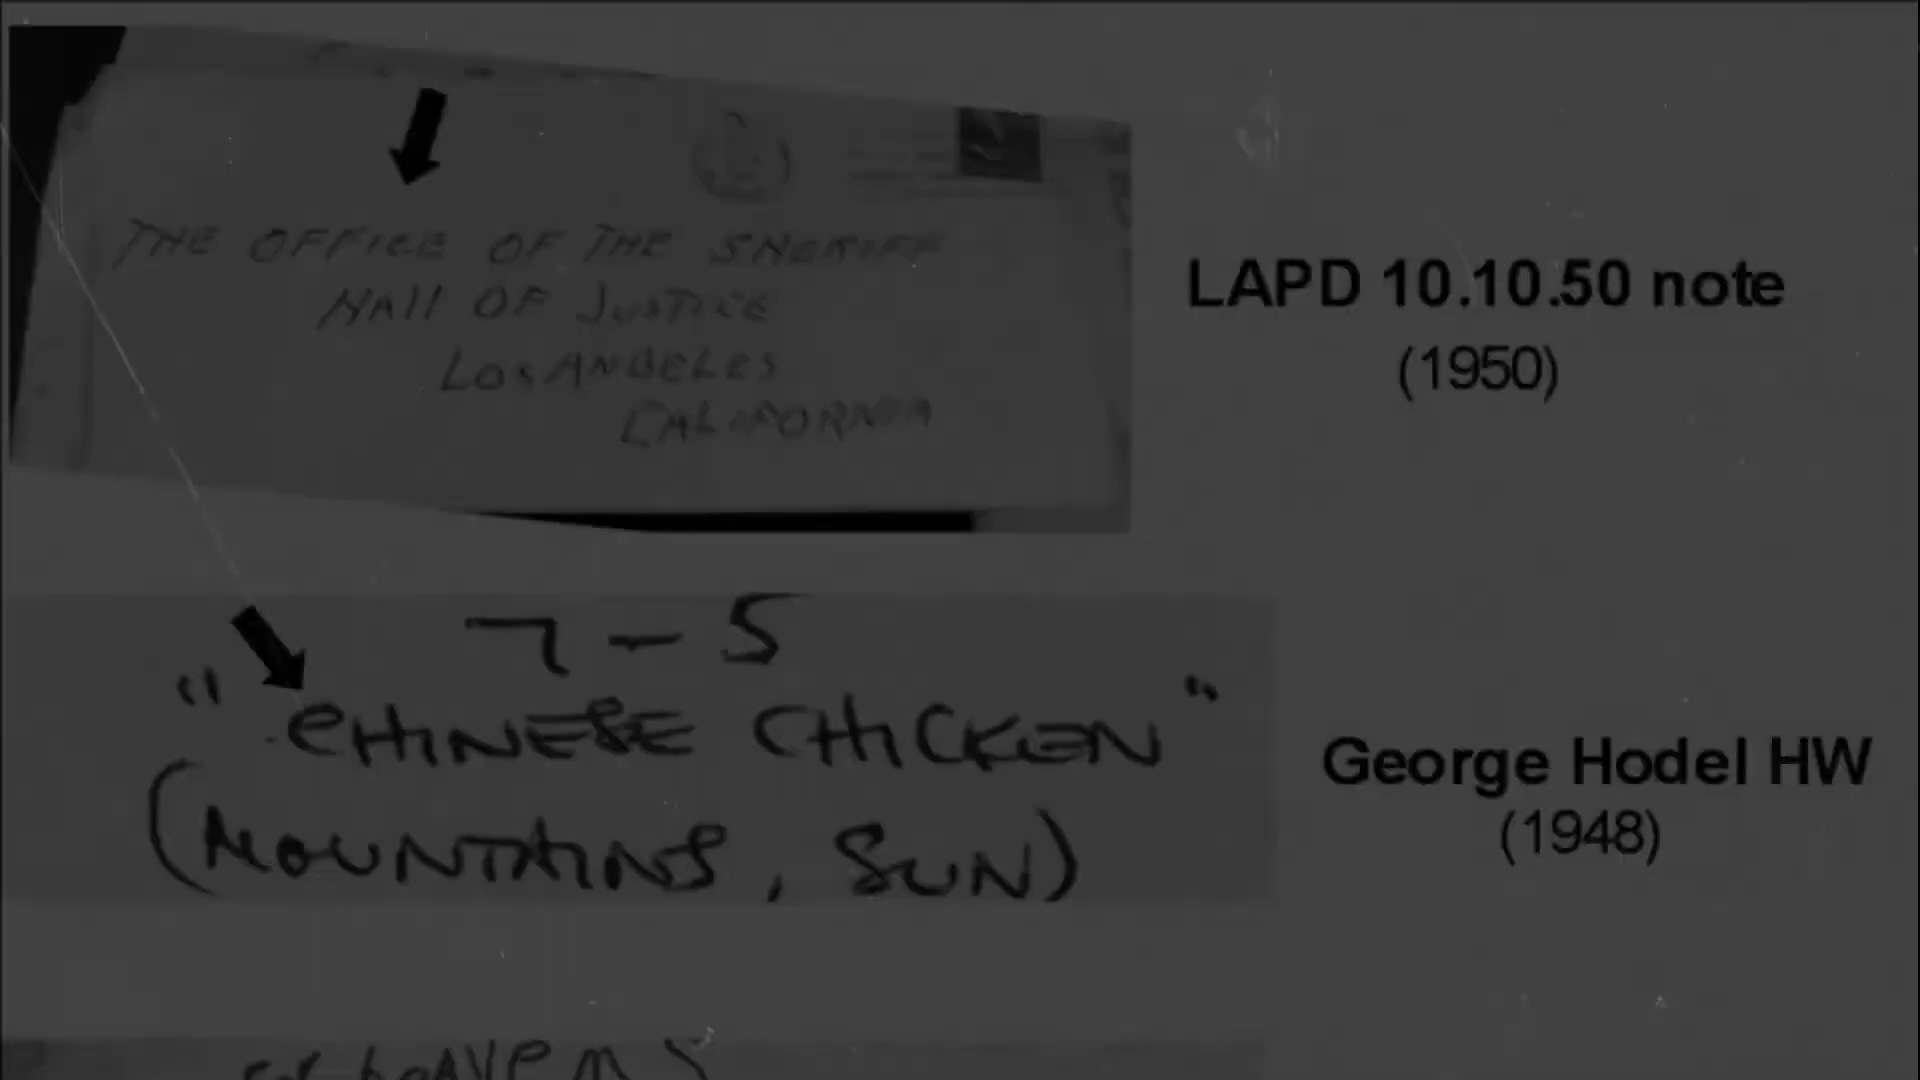 THE OFFICE OF THE SHERIFF
HAll OF JUSTICE
LOS ANGELES
CALIFORNIA
LAPD 10.10.50 note
(1950)
7-5
"CHINESE CHICKEN"
(MOUNTAINS, SUN)
George Hodel HW
(1948)